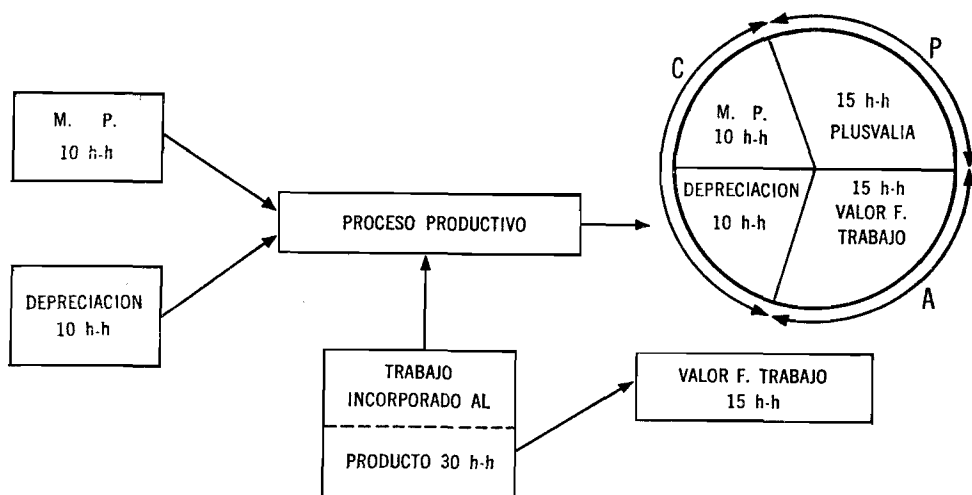 M. P.
10 h-h
DEPRECIACION
10 h-h
PROCESO PRODUCTIVO
TRABAJO
INCORPORADO AL
PRODUCTO 30 h-h
VALOR F. TRABAJO
15 h-h
C
P
A
M. P.
10 h-h
15 h-h
PLUSVALIA
DEPRECIACION
10 h-h
15 h-h
VALOR F.
TRABAJO